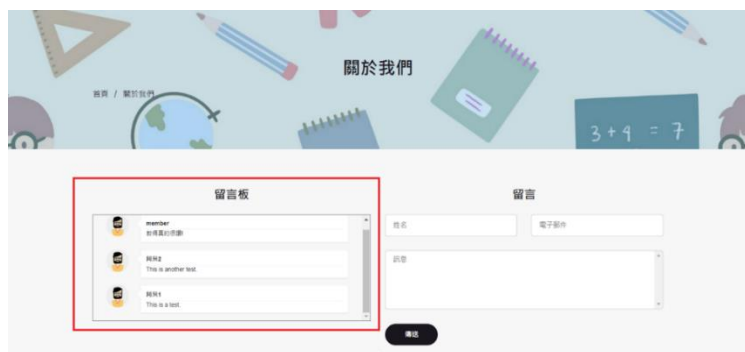 關於我們
首頁 / 關於我們
3 + 4 = 7
留言板
member
阿州2
This is another test.
阿州1
This is a test.
留言
姓名
電子郵件
訊息
傳送